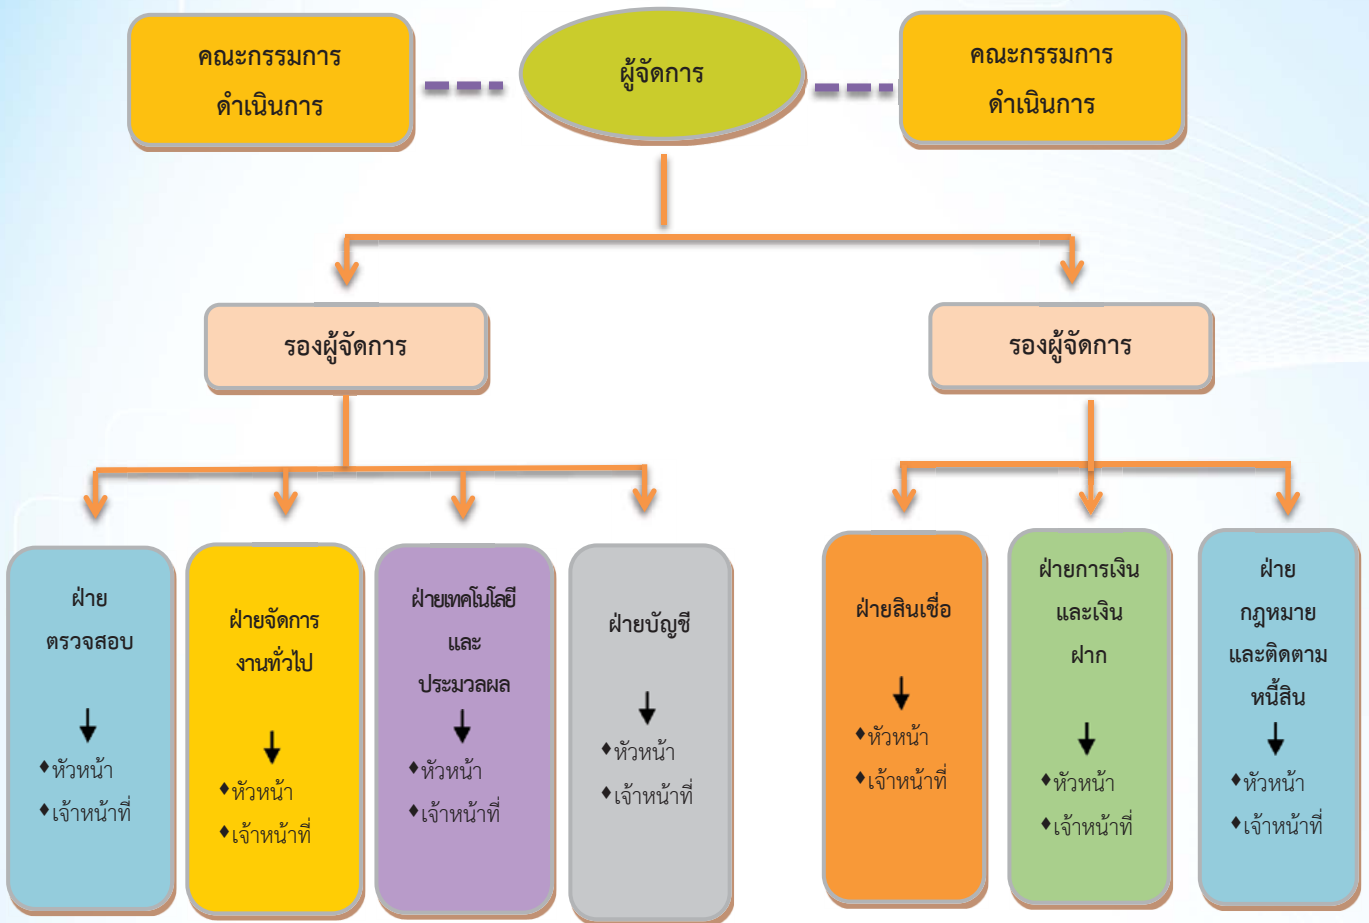 คณะกรรมการ
ดำเนินการ
ผู้จัดการ
คณะกรรมการ
ดำเนินการ
รองผู้จัดการ
รองผู้จัดการ
ฝ่าย
ตรวจสอบ
♦หัวหน้า
♦เจ้าหน้าที่
ฝ่ายจัดการ
งานทั่วไป
♦หัวหน้า
♦เจ้าหน้าที่
ฝ่ายเทคโนโลยี
และ
ประมวลผล
♦หัวหน้า
♦เจ้าหน้าที่
ฝ่ายบัญชี
♦หัวหน้า
♦เจ้าหน้าที่
ฝ่ายสินเชื่อ
♦หัวหน้า
♦เจ้าหน้าที่
ฝ่ายการเงิน
และเงิน
ฝาก
♦หัวหน้า
♦เจ้าหน้าที่
ฝ่าย
กฎหมาย
และติดตาม
หนี้สิน
♦หัวหน้า
♦เจ้าหน้าที่